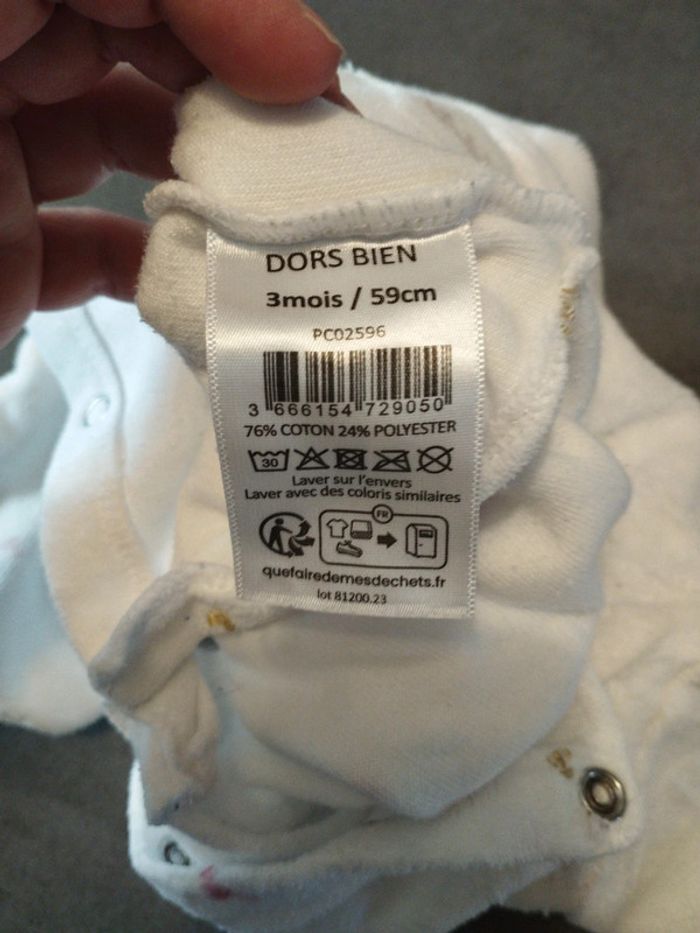 DORS BIEN
3mois / 59cm
PC02596
3 666154 729050
76% COTON 24% POLYESTER
30
Laver sur l'envers
Laver avec des coloris similaires
FR
quefairedemesdechets.fr
lot 81200.23